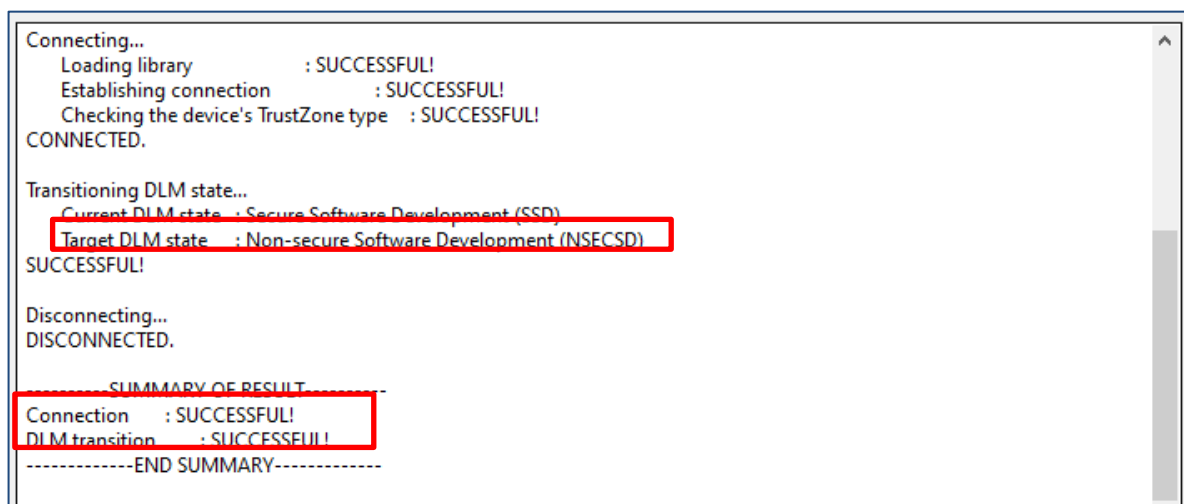 Connecting...
Loading library : SUCCESSFUL!
Establishing connection : SUCCESSFUL!
Checking the device's TrustZone type : SUCCESSFUL!
CONNECTED.
Transitioning DLM state...
Current DLM state : Secure Software Development (SSD)
Target DLM state : Non-secure Software Development (NSECSD)
SUCCESSFUL!
Disconnecting...
DISCONNECTED.
----------SUMMARY OF RESULT----------
Connection : SUCCESSFUL!
DLM transition : SUCCESSFUL!
-------------END SUMMARY-------------